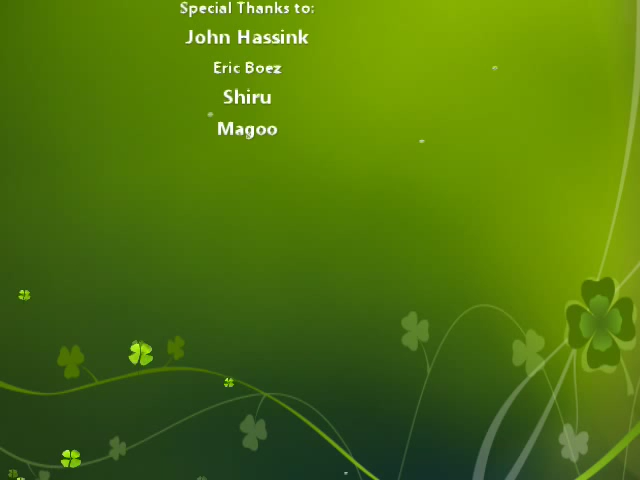 Special Thanks to:
John Hassink
Eric Boez
Shiru
Magoo